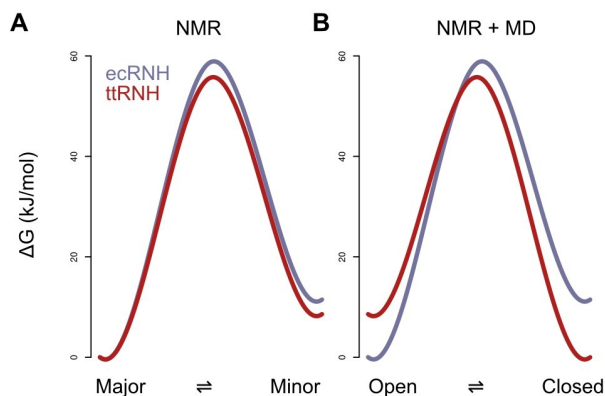 A NMR
B NMR + MD
ecRNH
ttRNH
ΔG (kJ/mol)
60
40
20
0
60
40
20
0
Major ⇌ Minor
Open ⇌ Closed